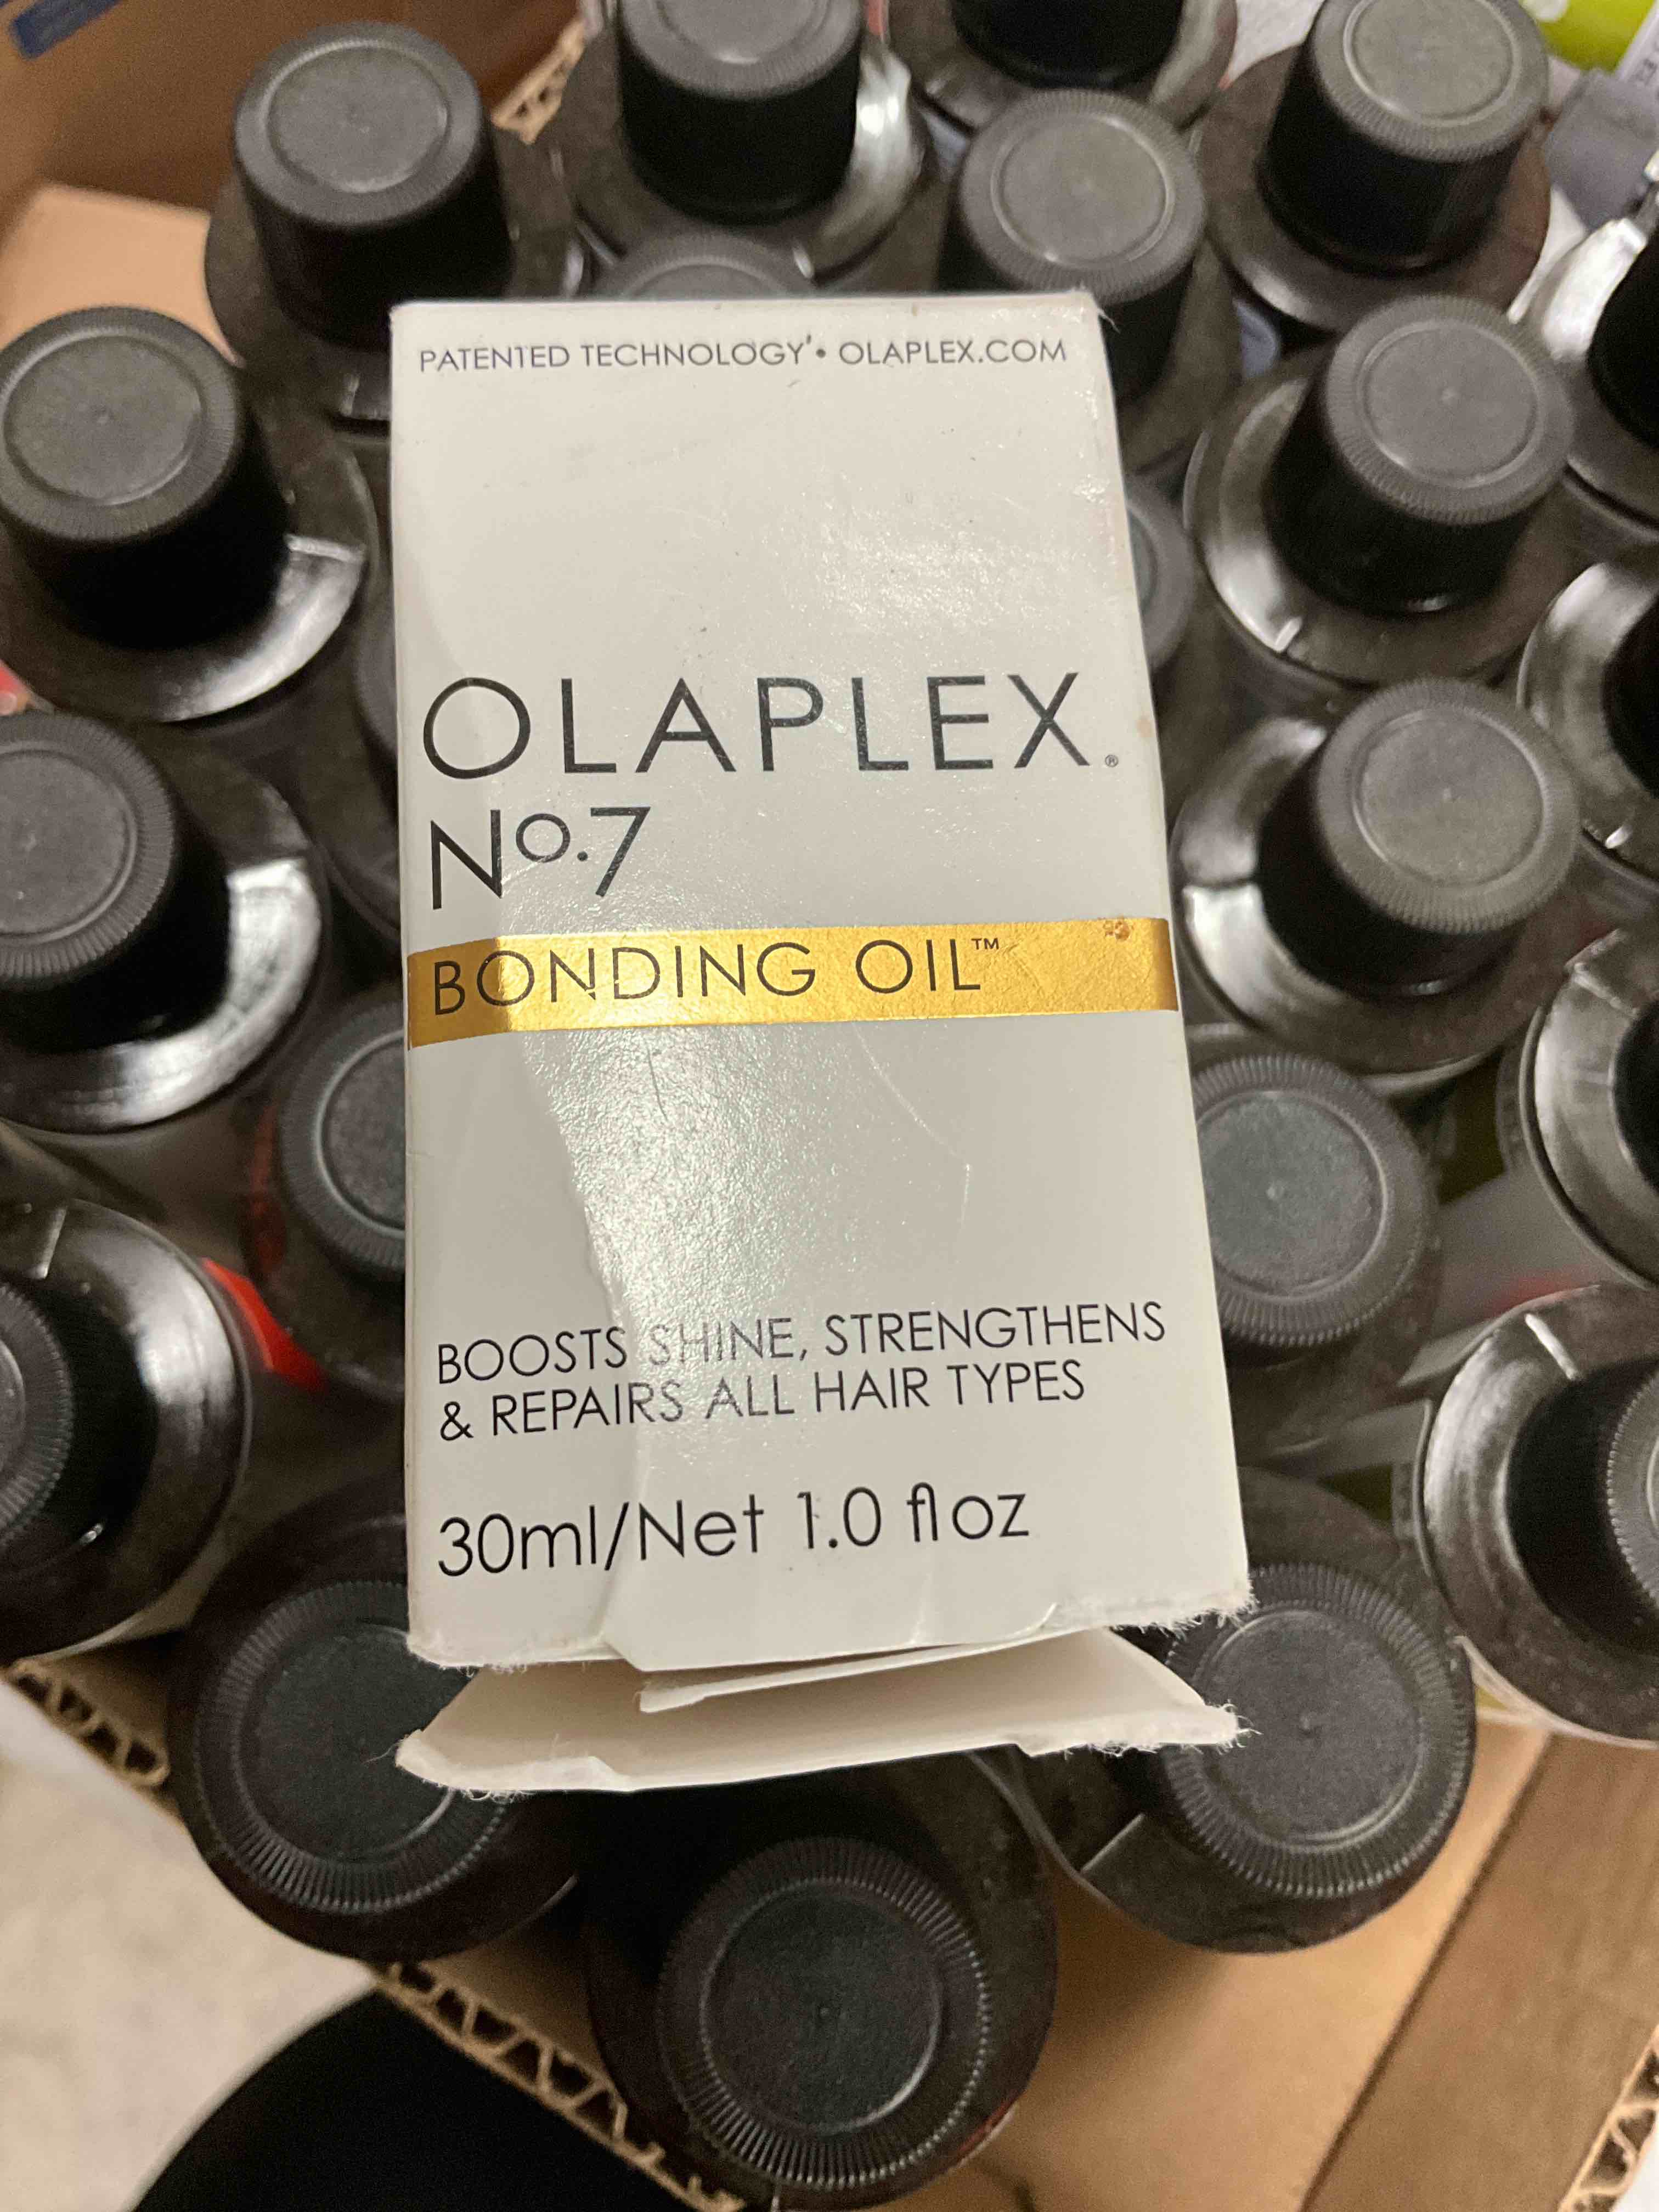 PATENTED TECHNOLOGY¹• OLAPLEX.COM
OLAPLEX®
Nº.7
BONDING OIL™
BOOSTS SHINE, STRENGTHENS
& REPAIRS ALL HAIR TYPES
30ml/Net 1.0 fl oz